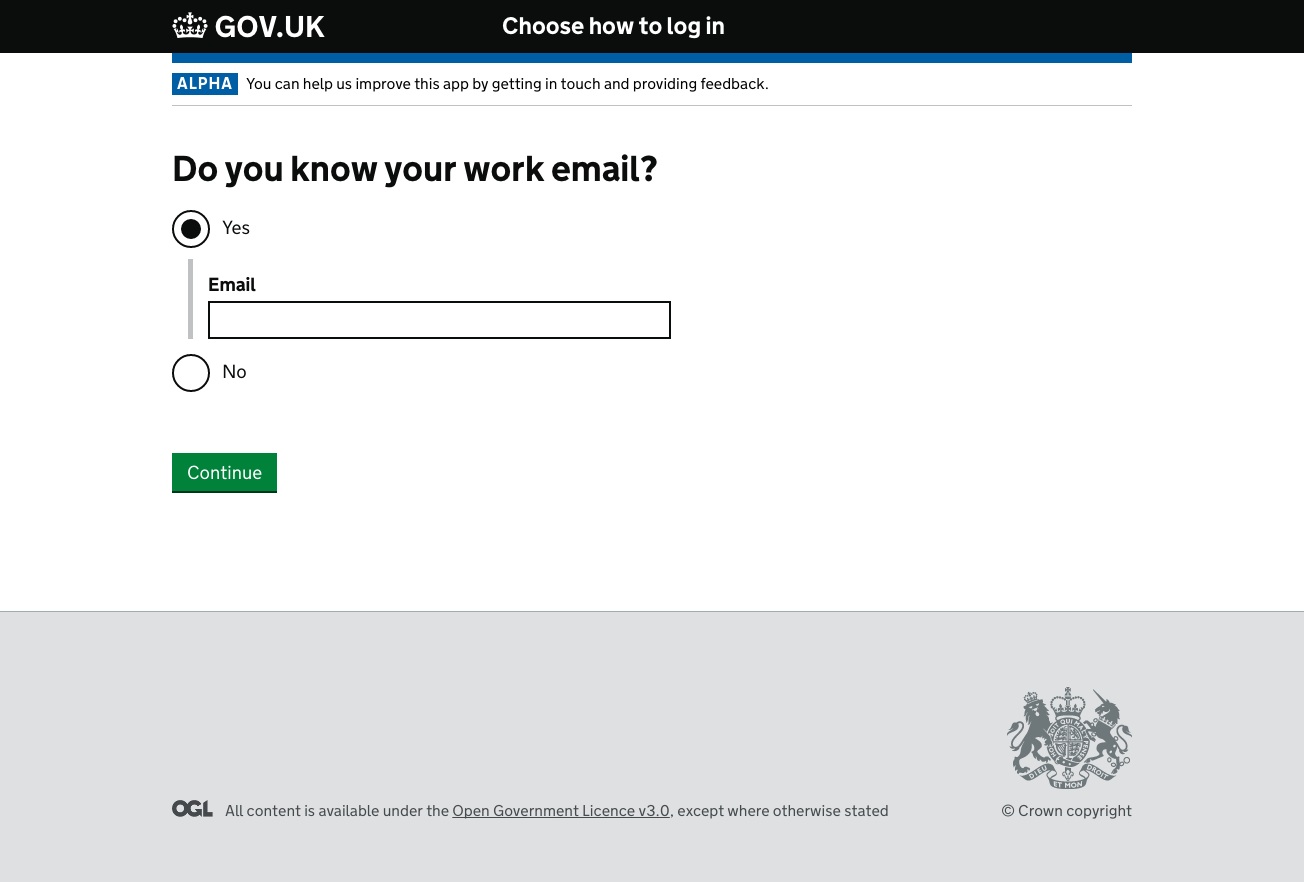 GOV.UK
Choose how to log in
ALPHA You can help us improve this app by getting in touch and providing feedback.
Do you know your work email?
Yes
Email
No
Continue
DIEU ET MON DROIT
OGL All content is available under the Open Government Licence v3.0, except where otherwise stated
© Crown copyright